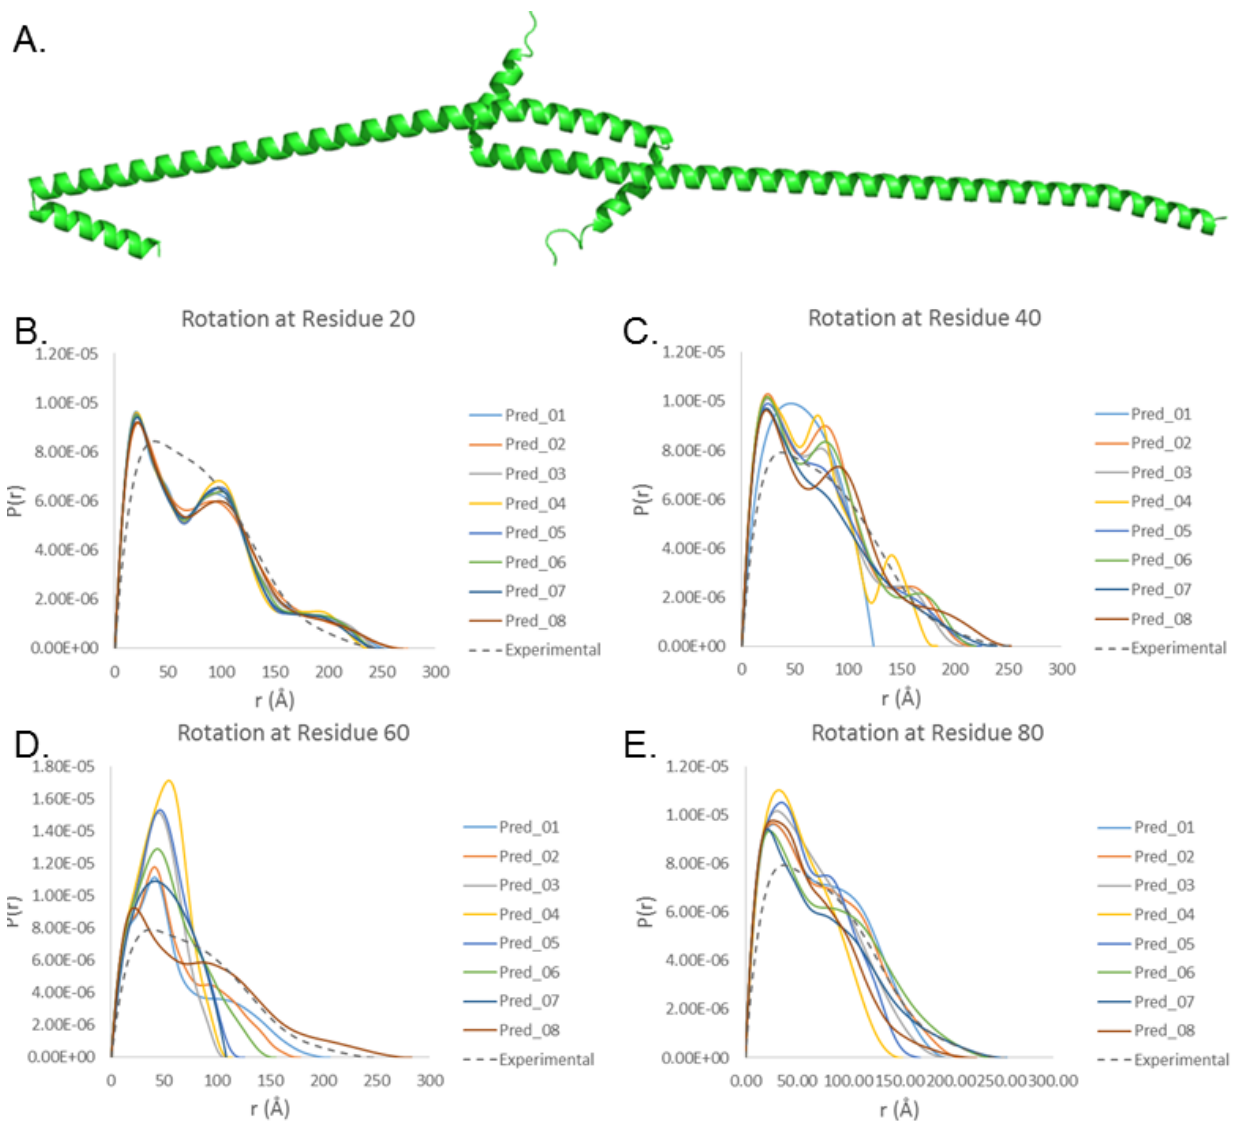 A.
B.
Rotation at Residue 20
P(r)
1.20E-05
1.00E-05
8.00E-06
6.00E-06
4.00E-06
2.00E-06
0.00E+00
0
50
100
150
200
250
300
r (Å)
Pred_01
Pred_02
Pred_03
Pred_04
Pred_05
Pred_06
Pred_07
Pred_08
Experimental
C.
Rotation at Residue 40
P(r)
1.20E-05
1.00E-05
8.00E-06
6.00E-06
4.00E-06
2.00E-06
0.00E+00
0
50
100
150
200
250
300
r (Å)
Pred_01
Pred_02
Pred_03
Pred_04
Pred_05
Pred_06
Pred_07
Pred_08
Experimental
D.
Rotation at Residue 60
P(r)
1.80E-05
1.60E-05
1.40E-05
1.20E-05
1.00E-05
8.00E-06
6.00E-06
4.00E-06
2.00E-06
0.00E+00
0
50
100
150
200
250
300
r (Å)
Pred_01
Pred_02
Pred_03
Pred_04
Pred_05
Pred_06
Pred_07
Pred_08
Experimental
E.
Rotation at Residue 80
P(r)
1.20E-05
1.00E-05
8.00E-06
6.00E-06
4.00E-06
2.00E-06
0.00E+00
0.00
50.00
100.00
150.00
200.00
250.00
300.00
r (Å)
Pred_01
Pred_02
Pred_03
Pred_04
Pred_05
Pred_06
Pred_07
Pred_08
Experimental